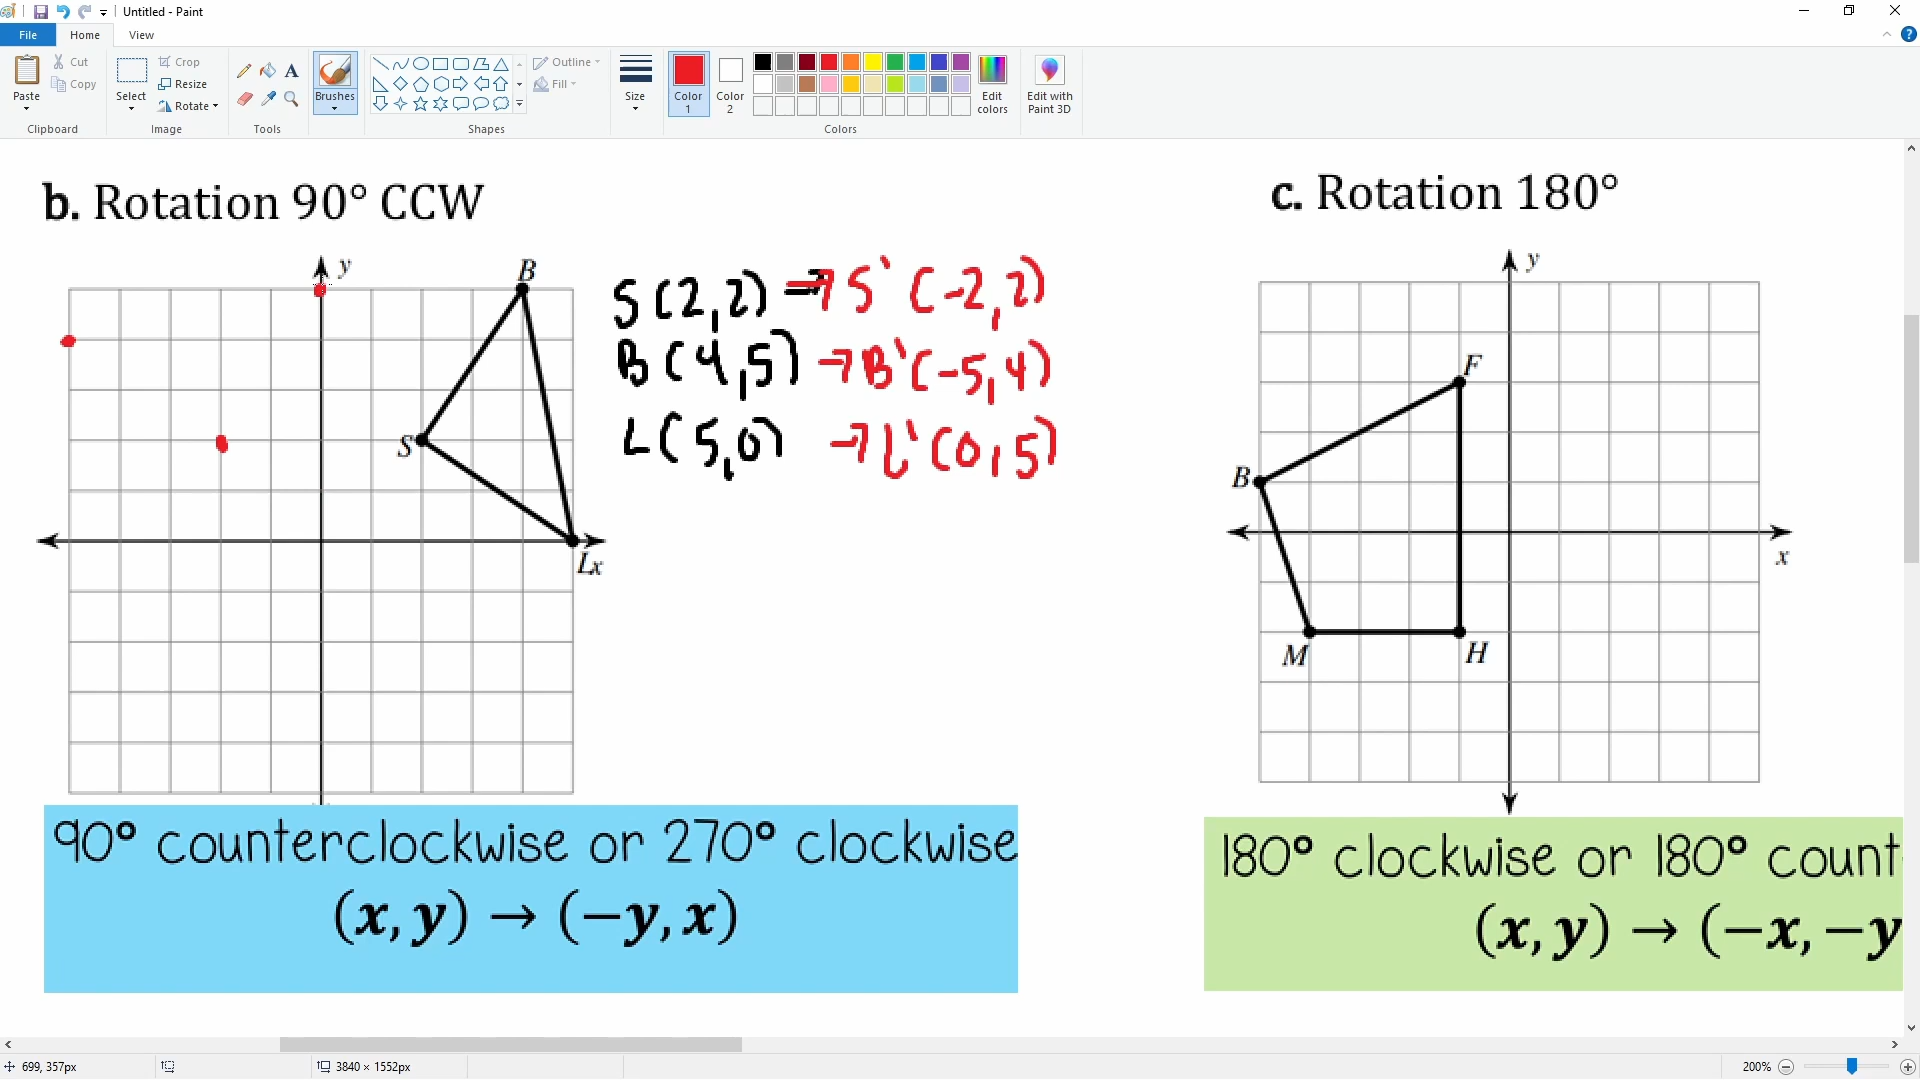 Untitled - Paint
File Home View
Paste Cut Copy Clipboard
Select Crop Resize Rotate Image
A Tools
Brushes
Shapes Outline Fill
Size
Color 1 Color 2 Colors
Edit colors
Edit with Paint 3D
b. Rotation 90° CCW
c. Rotation 180°
y
B
S
L x
S(2,2) → S'(-2,2)
B(4,5) → B'(-5,4)
L(5,0) → L'(0,5)
y
F
B
x
M
H
90° counterclockwise or 270° clockwise
(x, y) → (−y, x)
180° clockwise or 180° count
(x, y) → (−x, −y
699, 357px 3840 × 1552px 200%